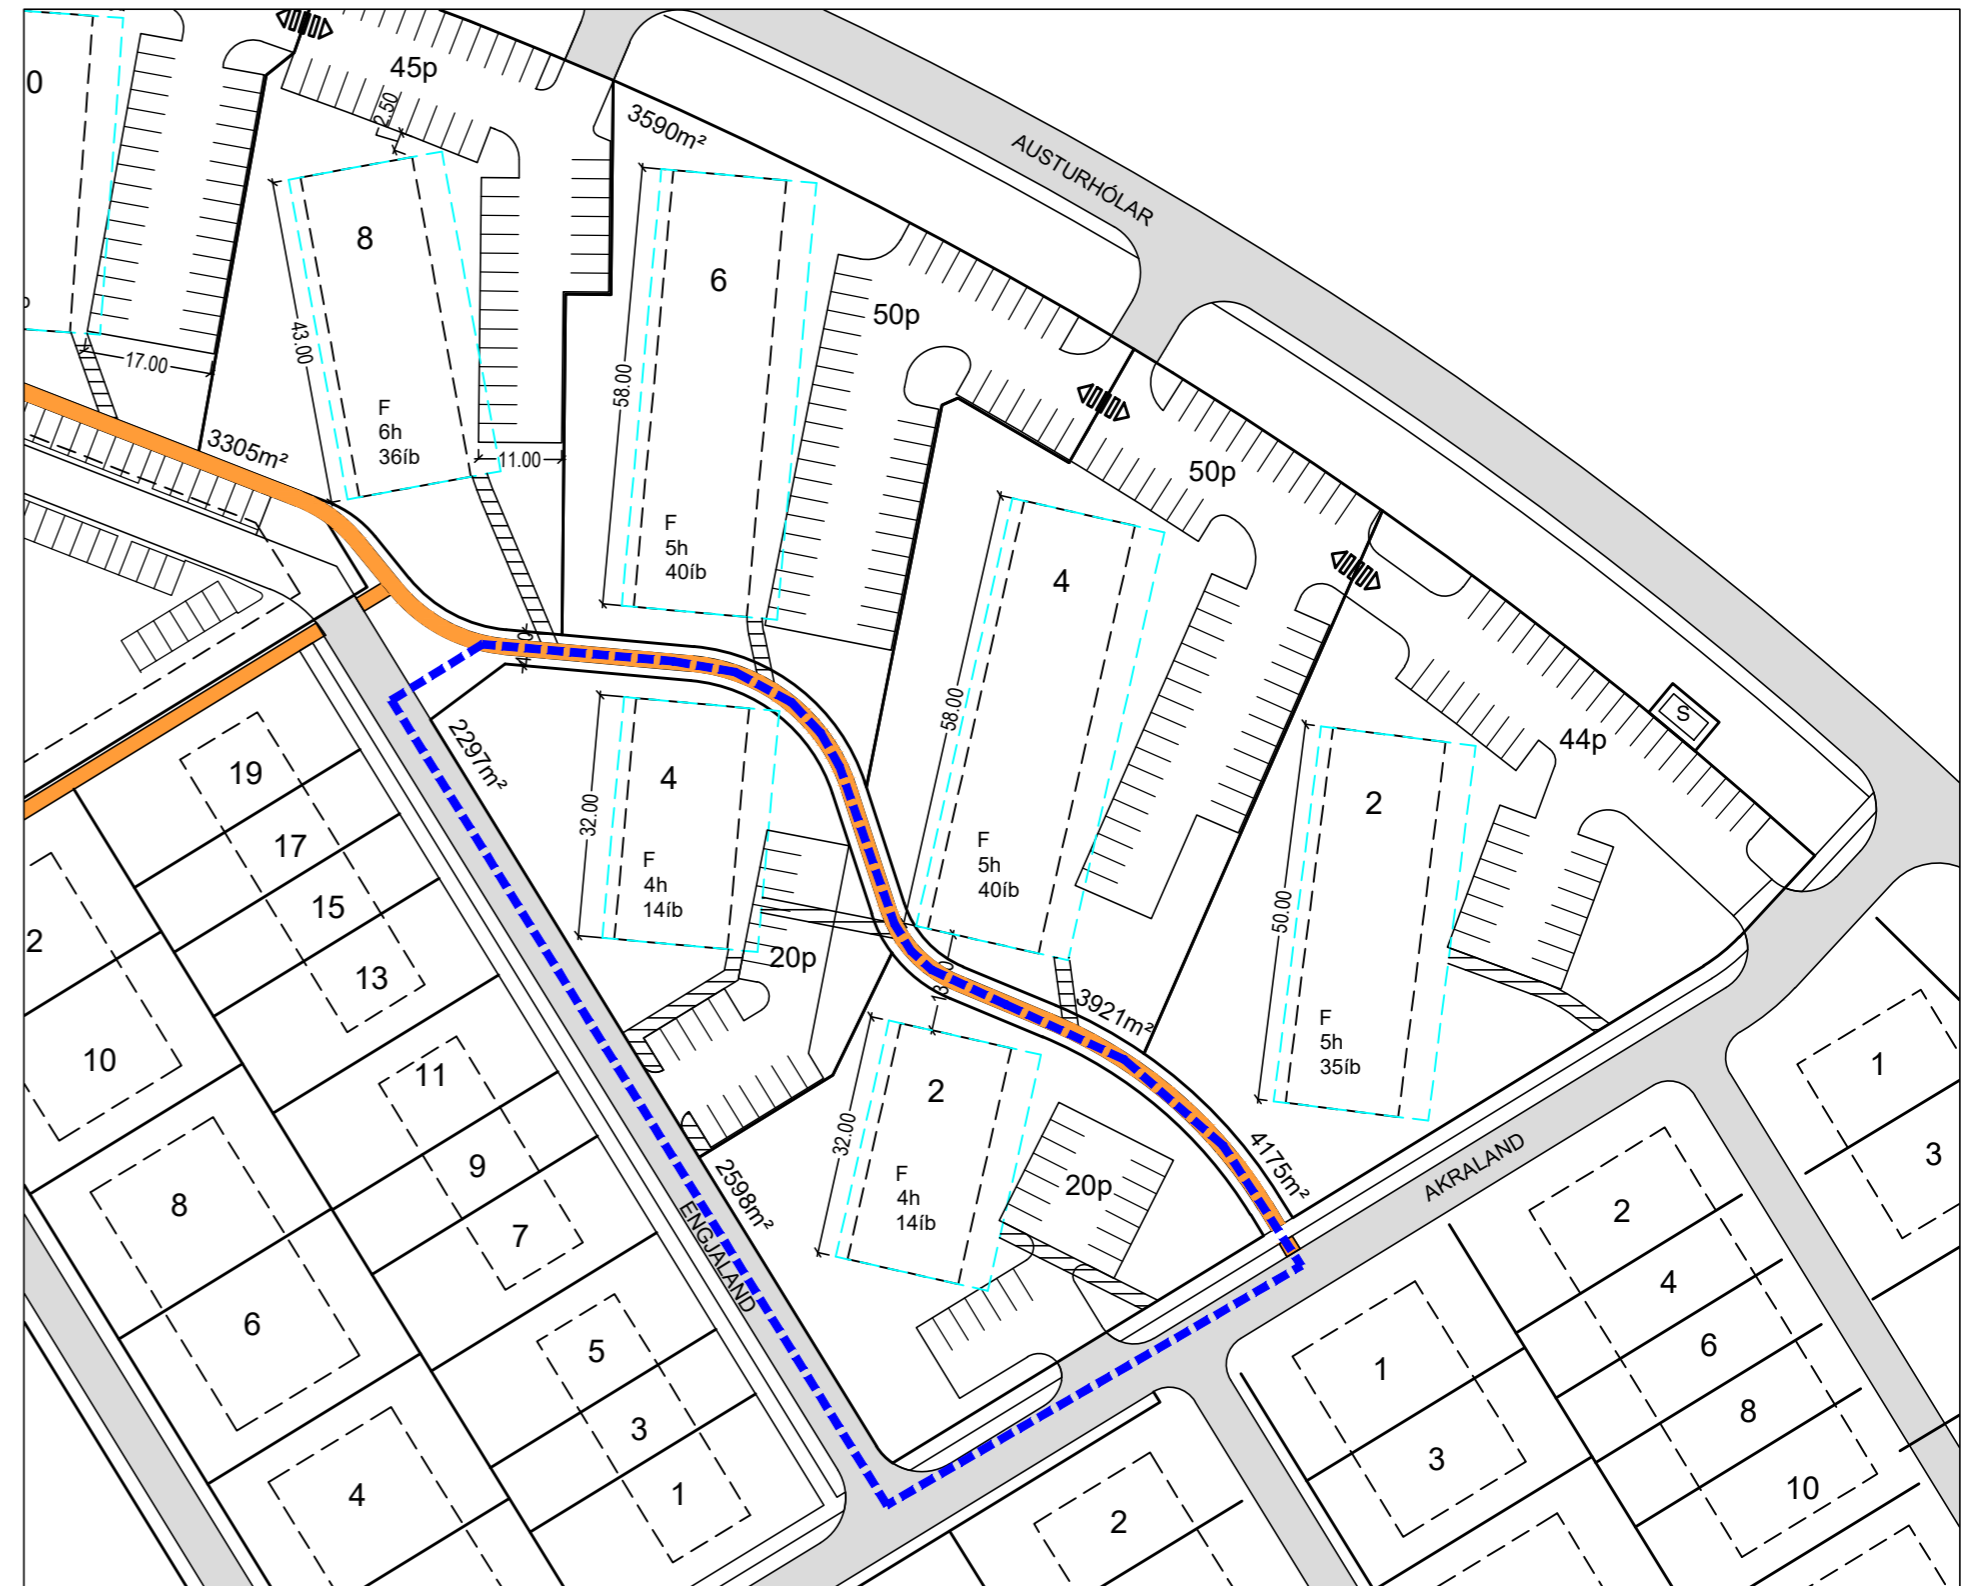 0
45p
2.50
3590m²
AUSTURHÓLAR
8
6
50p
43.00
17.00
58.00
F
6h
36íb
3305m²
11.00
50p
F
5h
40íb
4
58.00
S
44p
2297m²
4
32.00
F
4h
14íb
20p
F
5h
40íb
2
50.00
F
5h
35íb
19
17
15
13
2
10
3921m²
2
32.00
F
4h
14íb
20p
4175m²
2598m²
ENGJALAND
AKRALAND
11
9
7
8
6
5
3
1
4
1
3
2
4
6
8
10
1
3
2